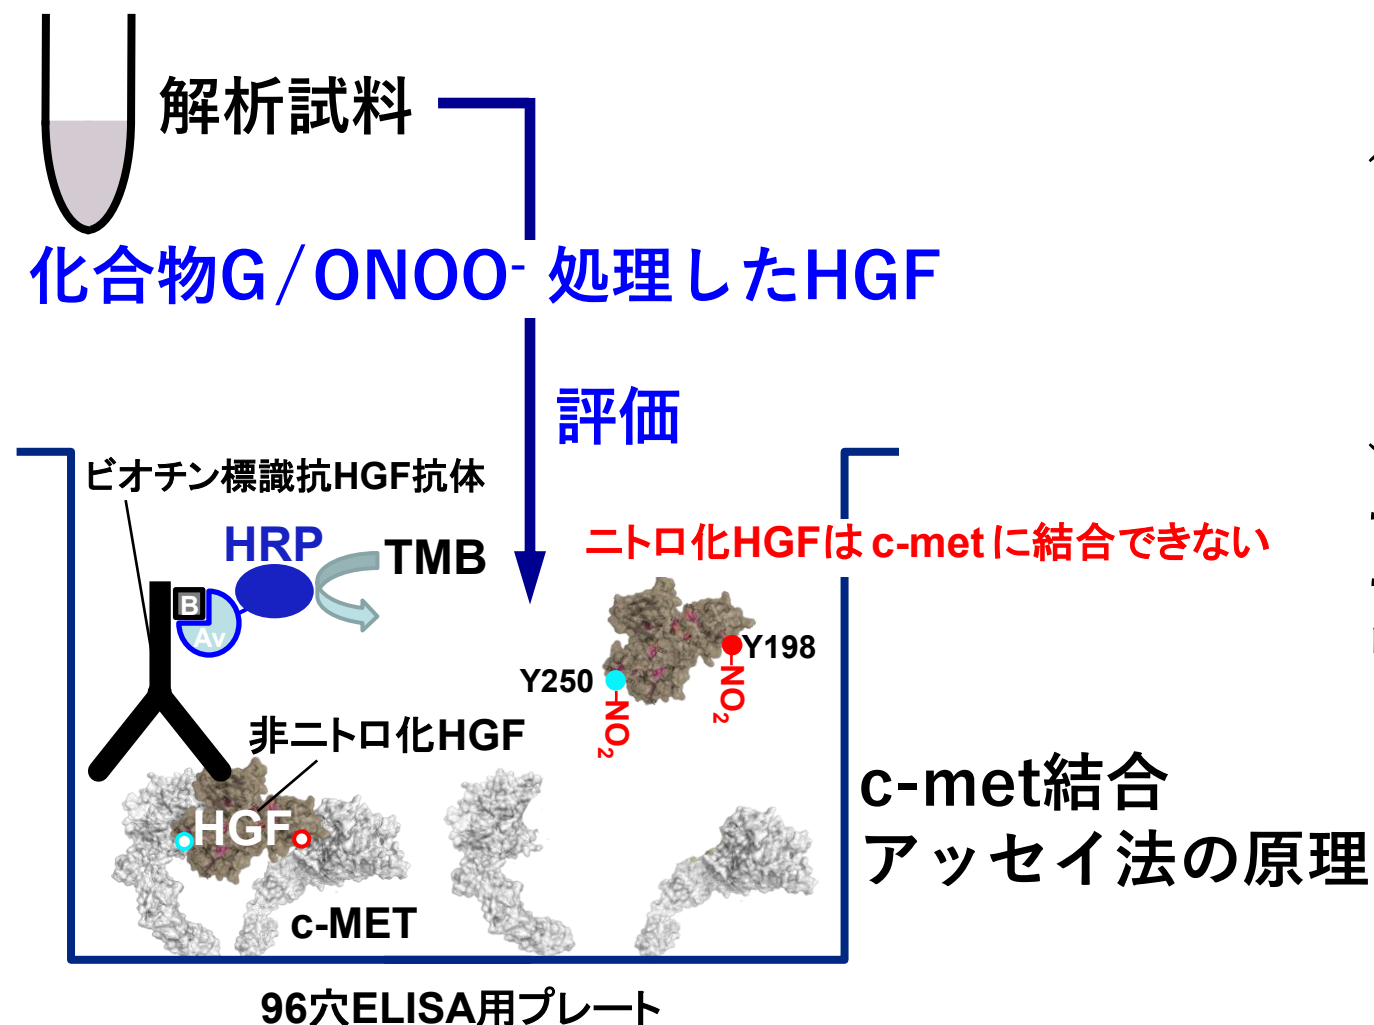 解析試料
化合物G/ONOO- 処理したHGF
評価
ビオチン標識抗HGF抗体
HRP
TMB
ニトロ化HGFは c-met に結合できない
B
Av
Y198
Y250
NO2
NO2
非ニトロ化HGF
HGF
c-MET
c-met結合
アッセイ法の原理
96穴ELISA用プレート